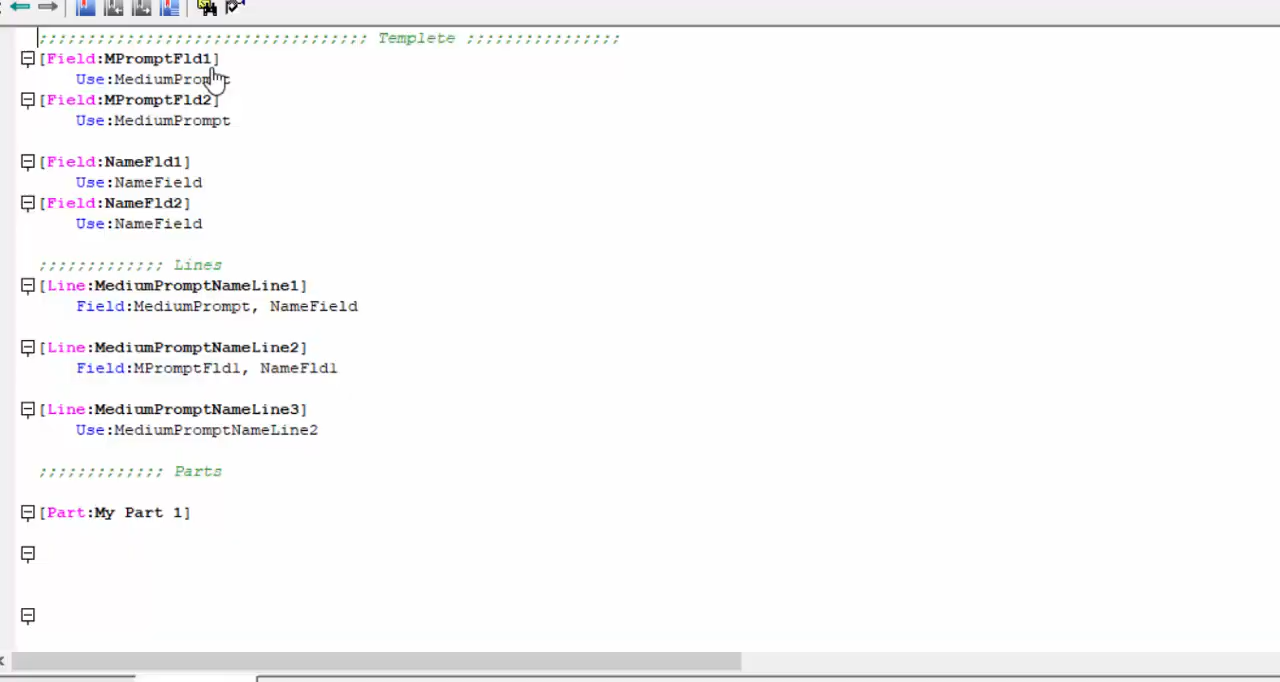 ;;;;;;;;;;;;;;;;;;;;;;;;;;;;;;;;;; Templete ;;;;;;;;;;;;;;;;
[Field:MPromptFld1]
Use:MediumPrompt
[Field:MPromptFld2]
Use:MediumPrompt
[Field:NameFld1]
Use:NameField
[Field:NameFld2]
Use:NameField
;;;;;;;;;;;;; Lines
[Line:MediumPromptNameLine1]
Field:MediumPrompt, NameField
[Line:MediumPromptNameLine2]
Field:MPromptFld1, NameFld1
[Line:MediumPromptNameLine3]
Use:MediumPromptNameLine2
;;;;;;;;;;;;; Parts
[Part:My Part 1]